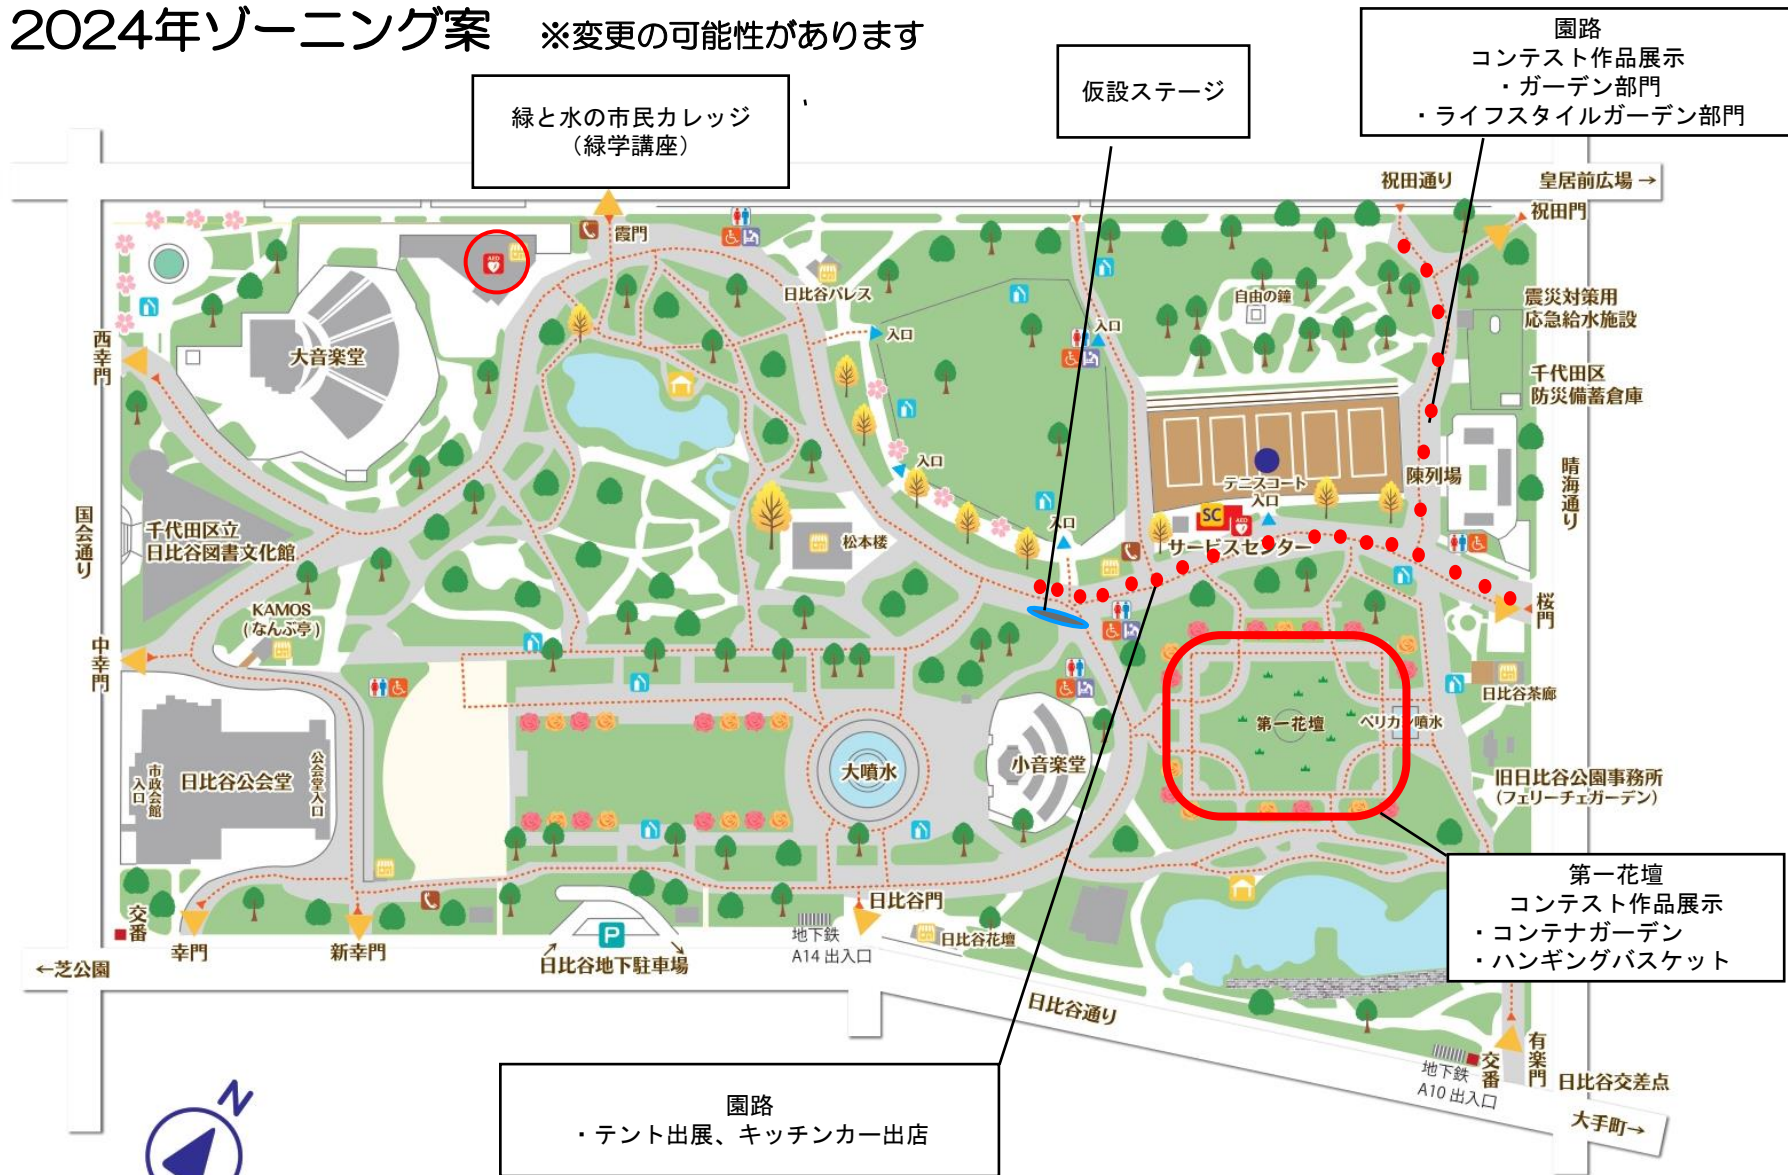 2024年ゾーニング案 ※変更の可能性があります
緑と水の市民カレッジ
（緑学講座）
仮設ステージ
園路
コンテスト作品展示
・ガーデン部門
・ライフスタイルガーデン部門
祝田通り
皇居前広場→
祝田門
霞門
日比谷パレス
入口
入口
自由の鐘
震災対策用
応急給水施設
千代田区
防災備蓄倉庫
西幸門
大音楽堂
AED
入口
テニスコート
入口
陳列場
晴海通り
国会通り
千代田区立
日比谷図書文化館
松本楼
入口
SC
AED
サービスセンター
KAMOS
(なんぶ亭)
桜門
中幸門
日比谷茶廊
第一花壇
ペリカン噴水
市政会館
入口
日比谷公会堂
公会堂入口
大噴水
小音楽堂
旧日比谷公園事務所
(フェリーチェガーデン)
第一花壇
コンテスト作品展示
・コンテナガーデン
・ハンギングバスケット
交番
幸門
新幸門
←芝公園
P
日比谷地下駐車場
地下鉄
A14 出入口
日比谷門
日比谷花壇
日比谷通り
有楽門
交番
地下鉄
A10 出入口
日比谷交差点
大手町→
園路
・テント出展、キッチンカー出店
N